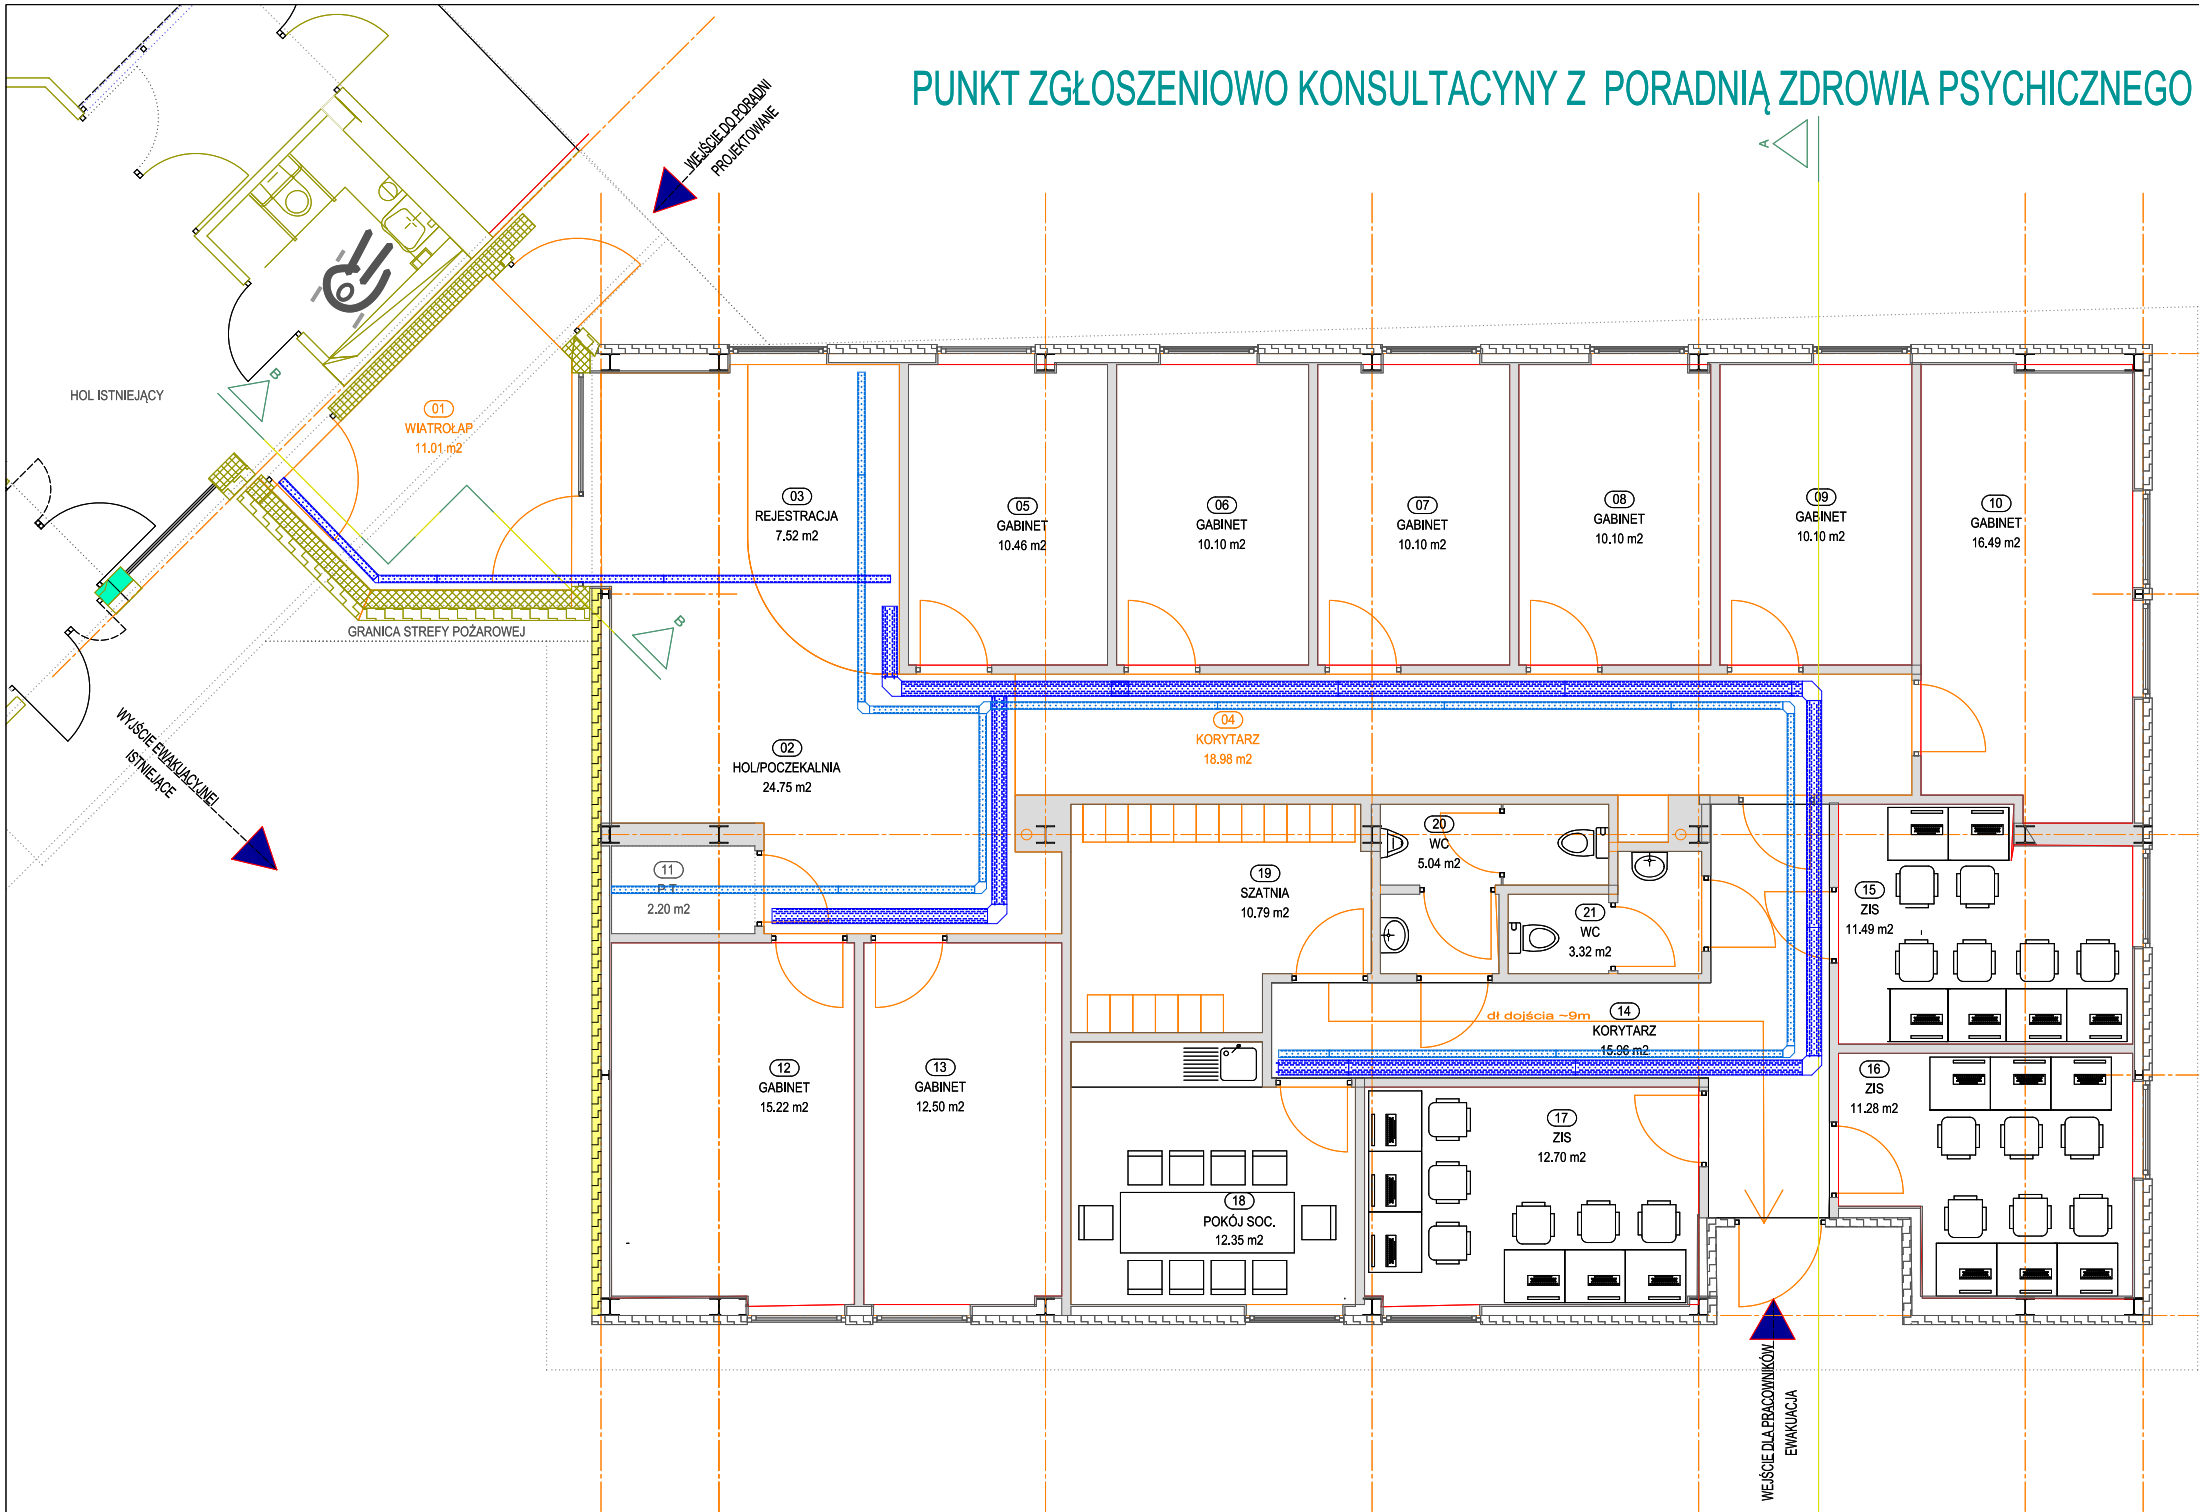 PUNKT ZGŁOSZENIOWO KONSULTACYNY Z PORADNIĄ ZDROWIA PSYCHICZNEGO
WEJŚCIE DO PORADNI
PROJEKTOWANE
A
HOL ISTNIEJĄCY
B
01
WIATROŁAP
11.01 m2
03
REJESTRACJA
7.52 m2
05
GABINET
10.46 m2
06
GABINET
10.10 m2
07
GABINET
10.10 m2
08
GABINET
10.10 m2
09
GABINET
10.10 m2
10
GABINET
16.49 m2
GRANICA STREFY POŻAROWEJ
B
WYJŚCIE EWAKUACYJNEI
ISTNIEJĄCE
02
HOL/POCZEKALNIA
24.75 m2
04
KORYTARZ
18.98 m2
11
P.T.
2.20 m2
19
SZATNIA
10.79 m2
20
WC
5.04 m2
21
WC
3.32 m2
15
ZIS
11.49 m2
dł dojścia ~9m
14
KORYTARZ
15.96 m2
12
GABINET
15.22 m2
13
GABINET
12.50 m2
16
ZIS
11.28 m2
17
ZIS
12.70 m2
18
POKÓJ SOC.
12.35 m2
WEJŚCIE DLA PRACOWNIKÓW
EWAKUACJA